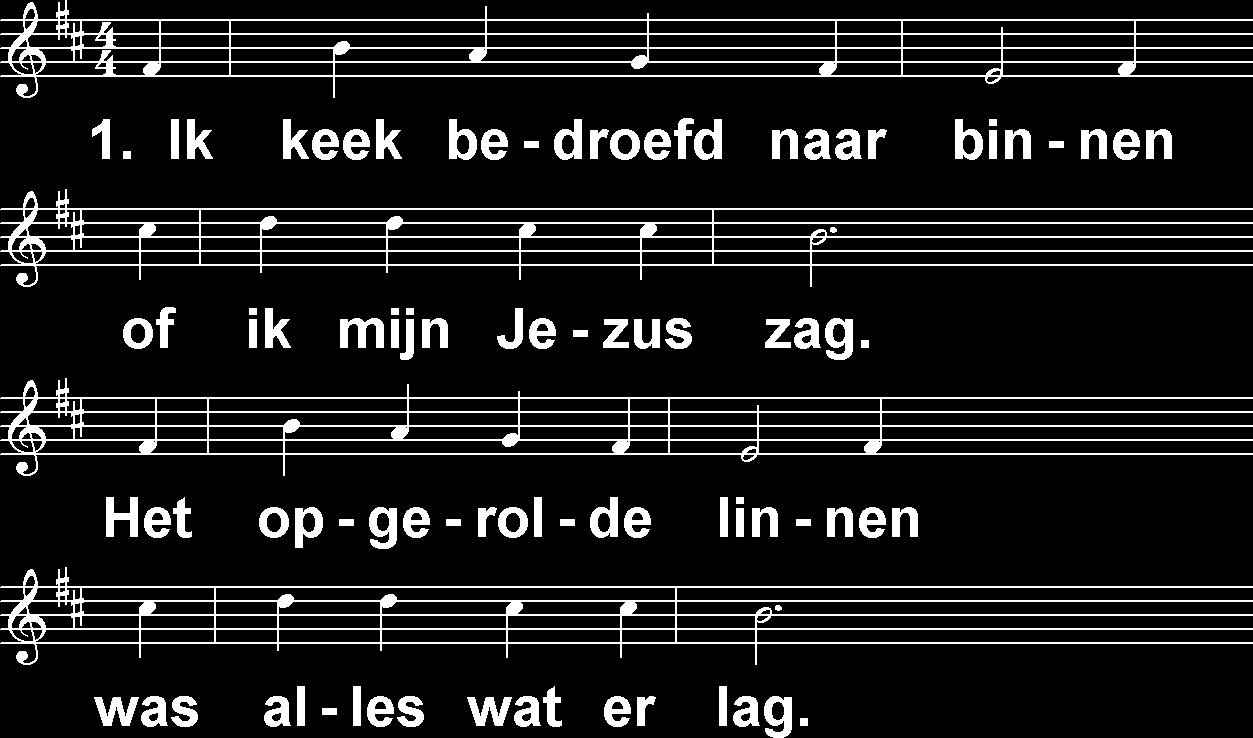 1. Ik keek be - droefd naar bin - nen
of ik mijn Je - zus zag.
Het op - ge - rol - de lin - nen
was al - les wat er lag.